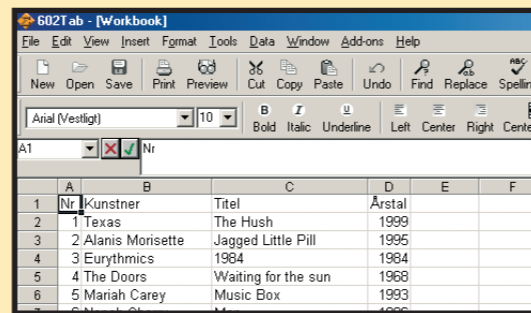 602Tab - [Workbook]
File Edit View Insert Format Tools Data Window Add-ons Help
New Open Save Print Preview Cut Copy Paste Undo Find Replace
Arial (Vestligt) 10 B Bold I Italic U Underline Left Center Right
A1 Nr
A B C D E F
1 Nr Kunstner Titel Årstal
2 1 Texas The Hush 1999
3 2 Alanis Morisette Jagged Little Pill 1995
4 3 Eurythmics 1984 1984
5 4 The Doors Waiting for the sun 1968
6 5 Mariah Carey Music Box 1993